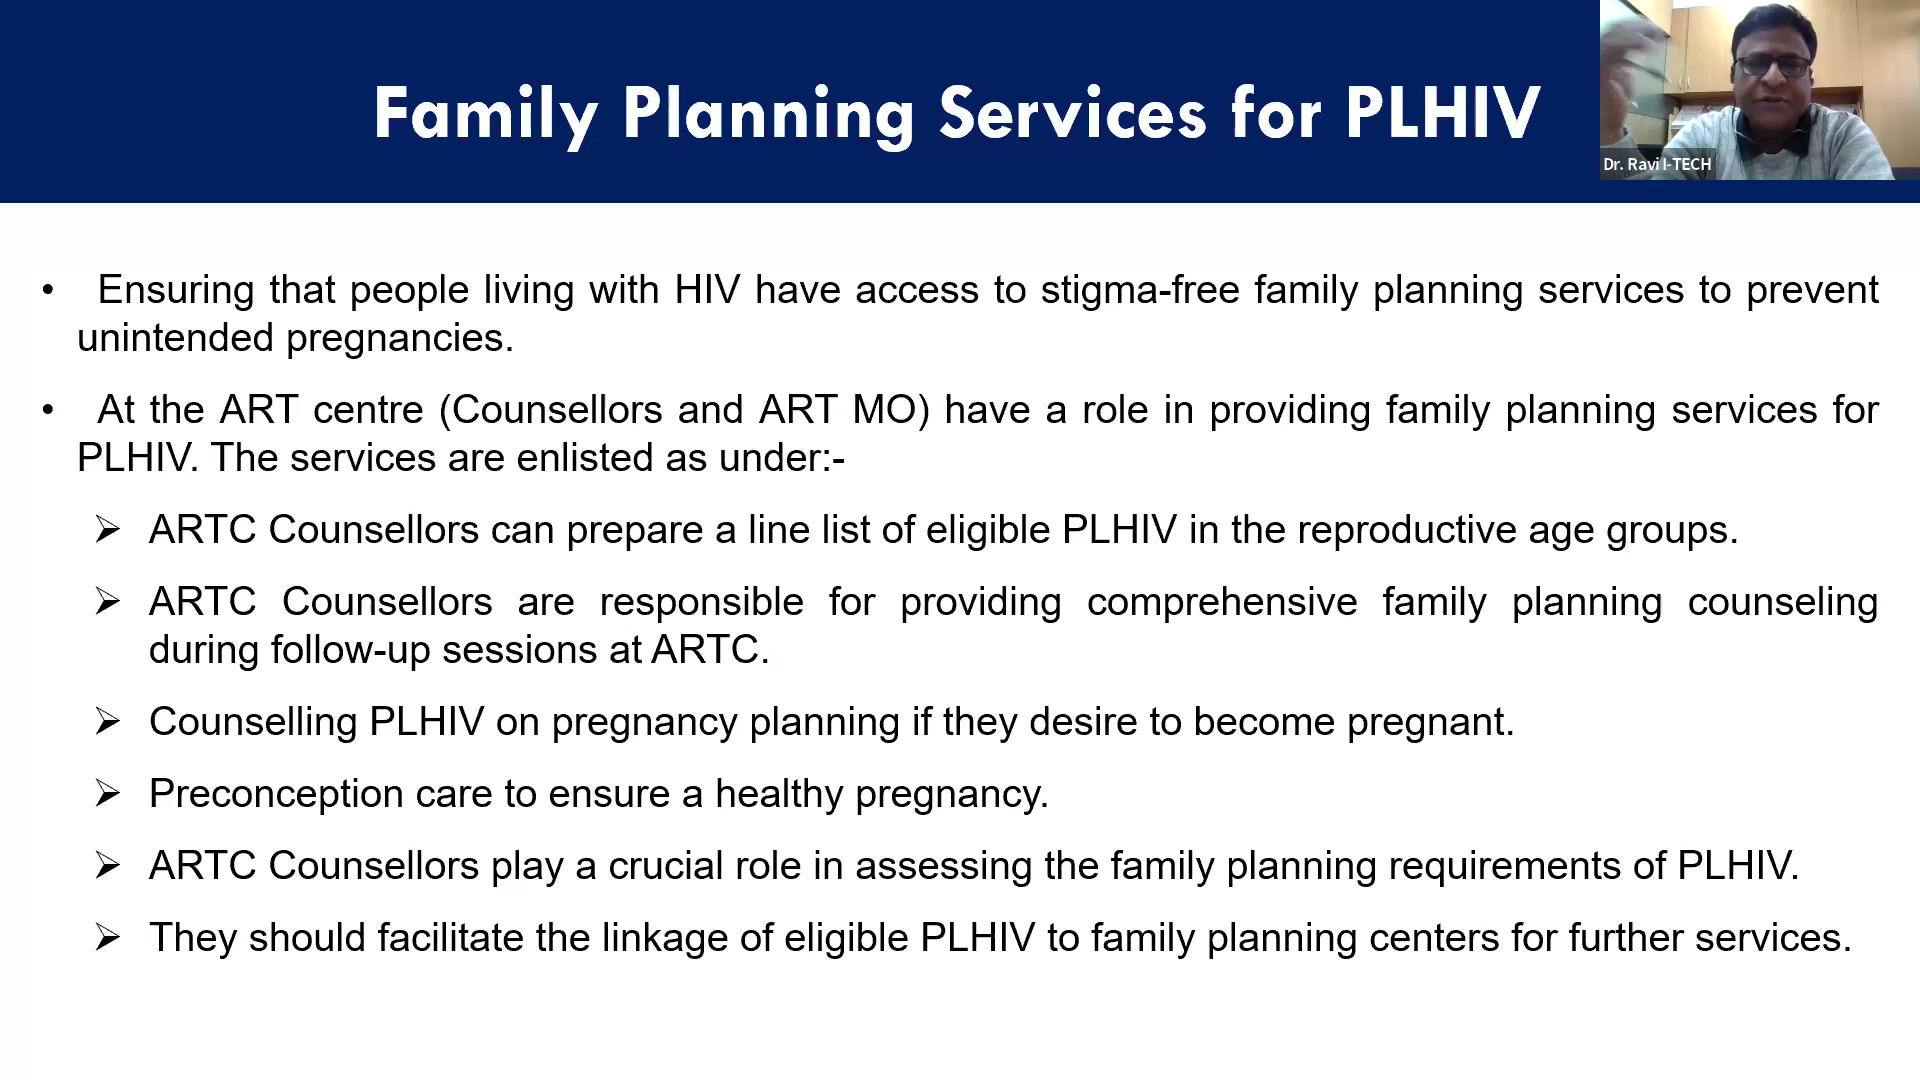 Family Planning Services for PLHIV
Dr. Ravi I-TECH
• Ensuring that people living with HIV have access to stigma-free family planning services to prevent
unintended pregnancies.
• At the ART centre (Counsellors and ART MO) have a role in providing family planning services for
PLHIV. The services are enlisted as under:-
➢ ARTC Counsellors can prepare a line list of eligible PLHIV in the reproductive age groups.
➢ ARTC Counsellors are responsible for providing comprehensive family planning counseling
during follow-up sessions at ARTC.
➢ Counselling PLHIV on pregnancy planning if they desire to become pregnant.
➢ Preconception care to ensure a healthy pregnancy.
➢ ARTC Counsellors play a crucial role in assessing the family planning requirements of PLHIV.
➢ They should facilitate the linkage of eligible PLHIV to family planning centers for further services.